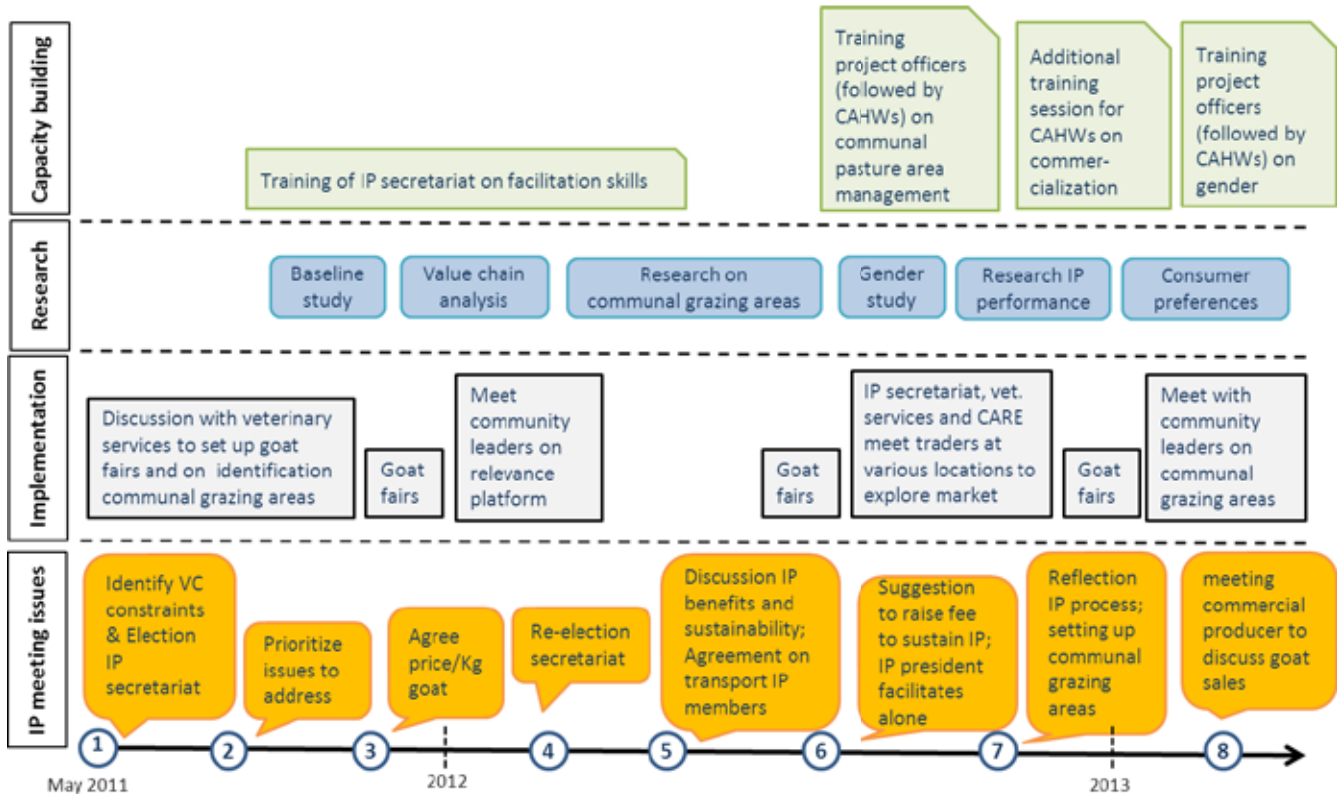 Capacity building
Training of IP secretariat on facilitation skills
Training
project officers
(followed by
CAHWs) on
communal
pasture area
management
Additional
training
session for
CAHWs on
commer-
cialization
Training
project
officers
(followed by
CAHWs) on
gender
Research
Baseline
study
Value chain
analysis
Research on
communal grazing areas
Gender
study
Research IP
performance
Consumer
preferences
Implementation
Discussion with veterinary
services to set up goat
fairs and on identification
communal grazing areas
Goat
fairs
Meet
community
leaders on
relevance
platform
Goat
fairs
IP secretariat, vet.
services and CARE
meet traders at
various locations to
explore market
Goat
fairs
Meet with
community
leaders on
communal
grazing areas
IP meeting issues
Identify VC
constraints
& Election
IP
secretariat
Prioritize
issues to
address
Agree
price/Kg
goat
Re-election
secretariat
Discussion IP
benefits and
sustainability;
Agreement on
transport IP
members
Suggestion
to raise fee
to sustain IP;
IP president
facilitates
alone
Reflection
IP process;
setting up
communal
grazing
areas
meeting
commercial
producer to
discuss goat
sales
1
2
3
4
5
6
7
8
May 2011
2012
2013